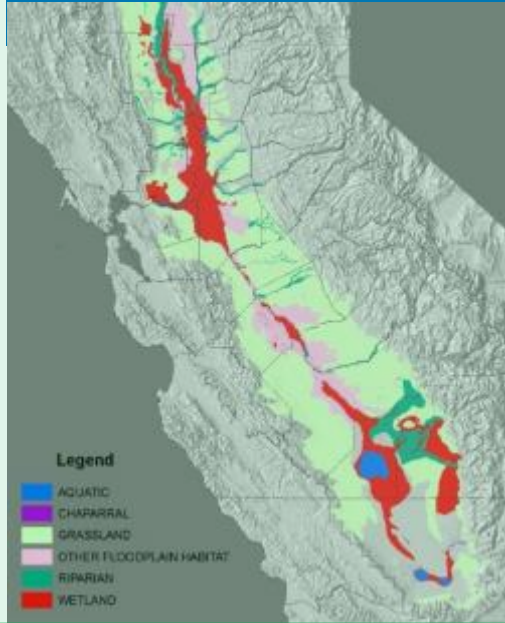 Legend
AQUATIC
CHAPARRAL
GRASSLAND
OTHER FLOODPLAIN HABITAT
RIPARIAN
WETLAND